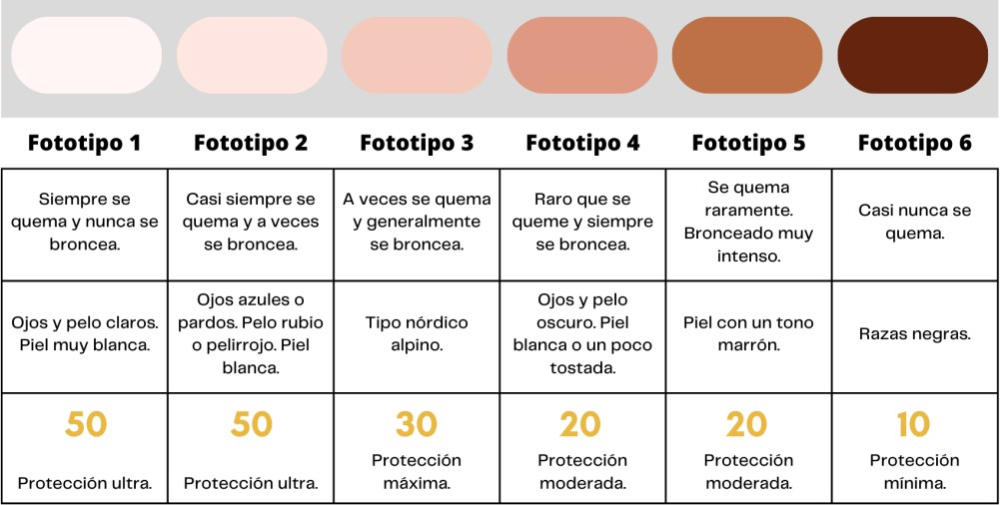 Fototipo 1
Fototipo 2
Fototipo 3
Fototipo 4
Fototipo 5
Fototipo 6
Siempre se
quema y nunca se
broncea.
Casi siempre se
quema y a veces
se broncea.
A veces se quema
y generalmente
se broncea.
Raro que se
queme y siempre
se broncea.
Se quema
raramente.
Bronceado muy
intenso.
Casi nunca se
quema.
Ojos y pelo claros.
Piel muy blanca.
Ojos azules o
pardos. Pelo rubio
o pelirrojo. Piel
blanca.
Tipo nórdico
alpino.
Ojos y pelo
oscuro. Piel
blanca o un poco
tostada.
Piel con un tono
marrón.
Razas negras.
50
Protección ultra.
50
Protección ultra.
30
Protección
máxima.
20
Protección
moderada.
20
Protección
moderada.
10
Protección
mínima.